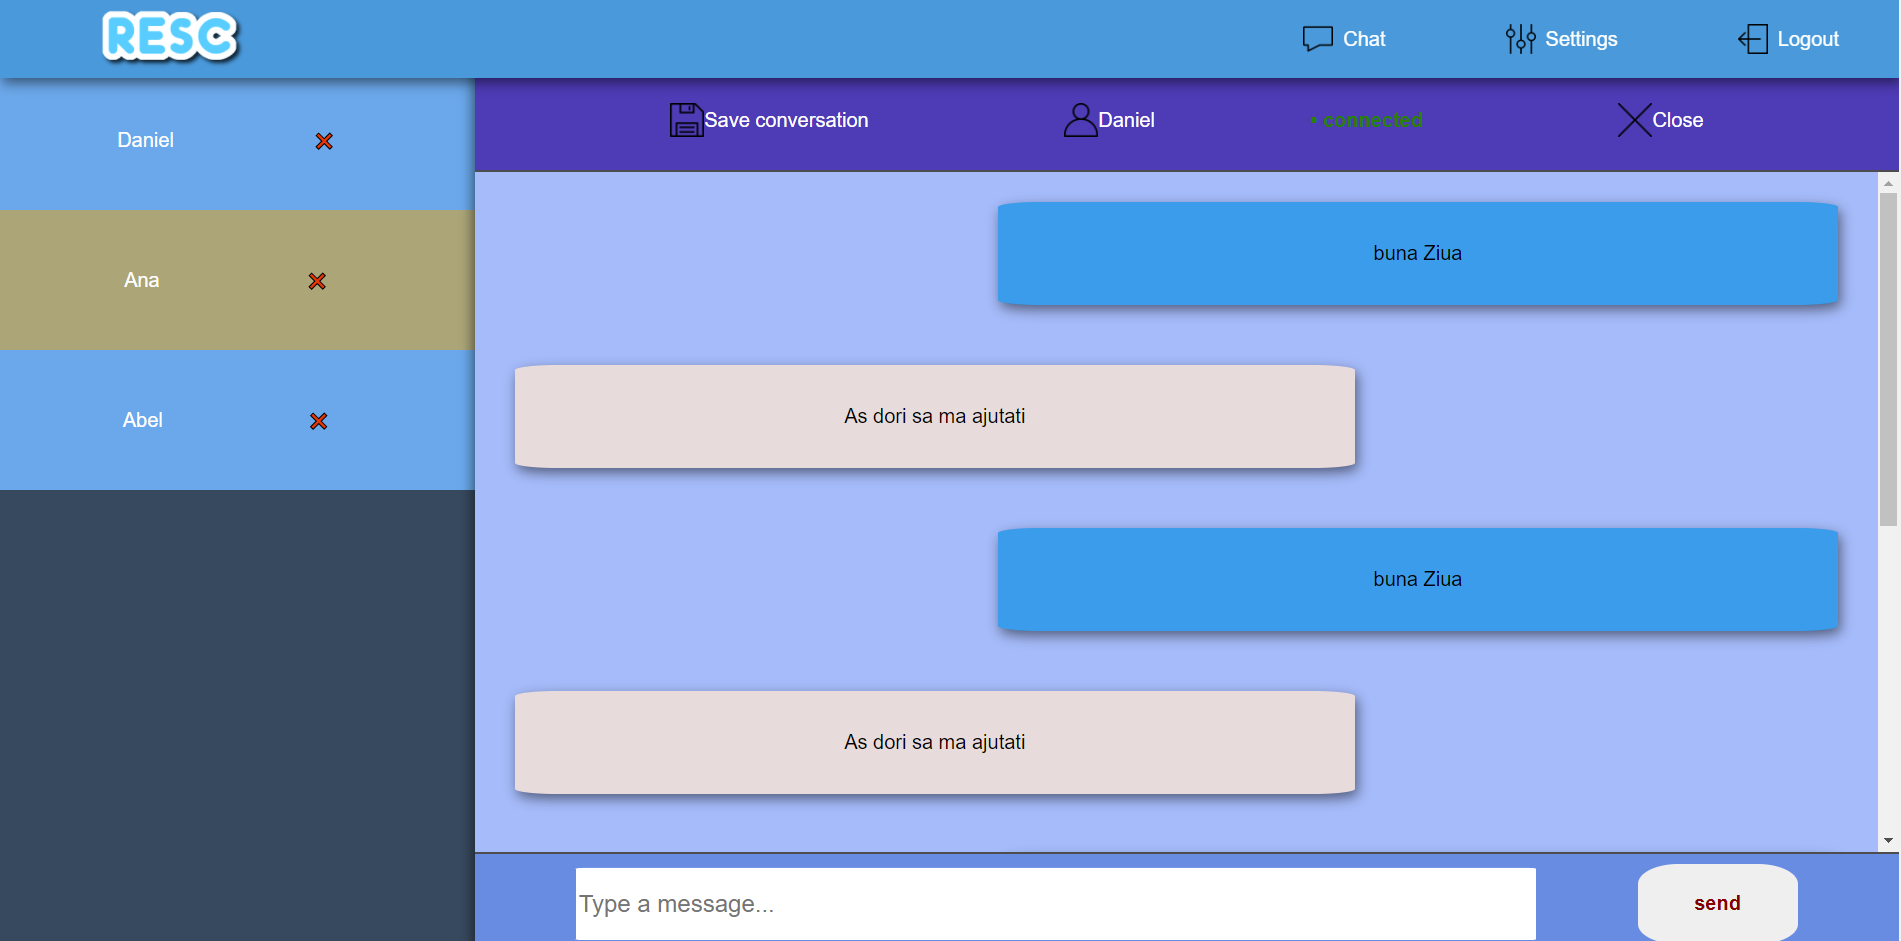 RESC
Chat
Settings
Logout
Daniel
Ana
Abel
Save conversation
Daniel
• connected
Close
buna Ziua
As dori sa ma ajutati
buna Ziua
As dori sa ma ajutati
Type a message...
send